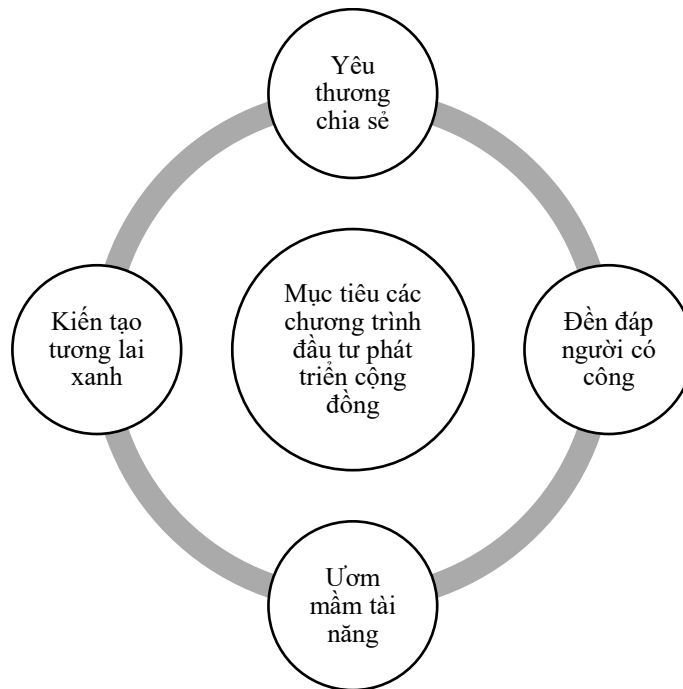 Yêu
thương
chia sẻ
Kiến tạo
tương lai
xanh
Mục tiêu các
chương trình
đầu tư phát
triển cộng
đồng
Đền đáp
người có
công
Ươm
mầm tài
năng